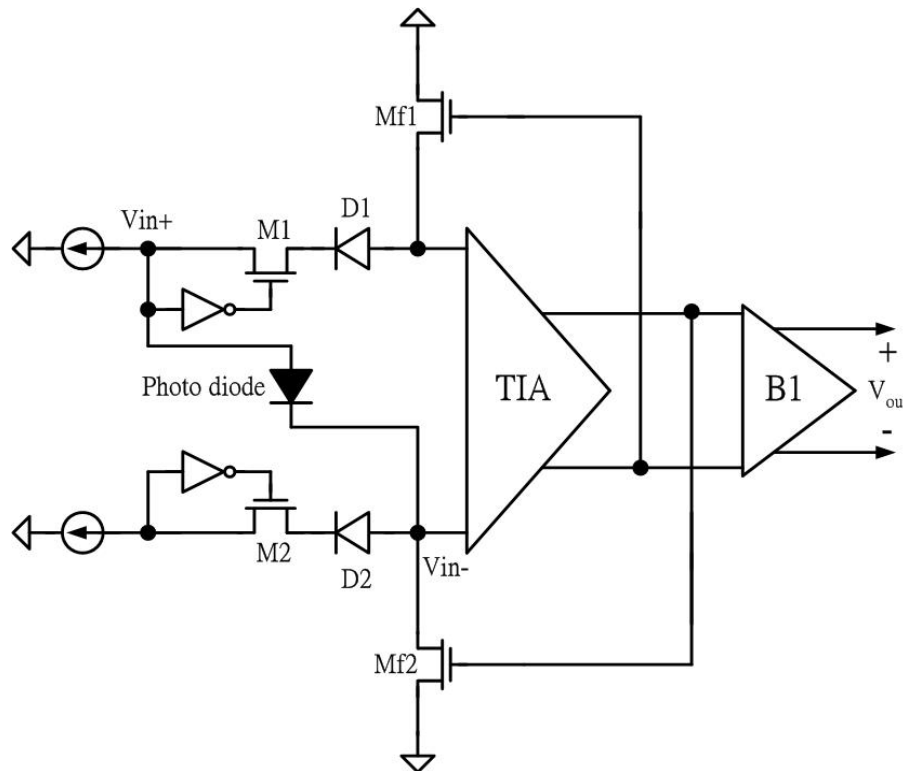 Mf1
D1
Vin+
M1
Photo diode
TIA
B1
+
Vou
-
M2
D2
Vin-
Mf2